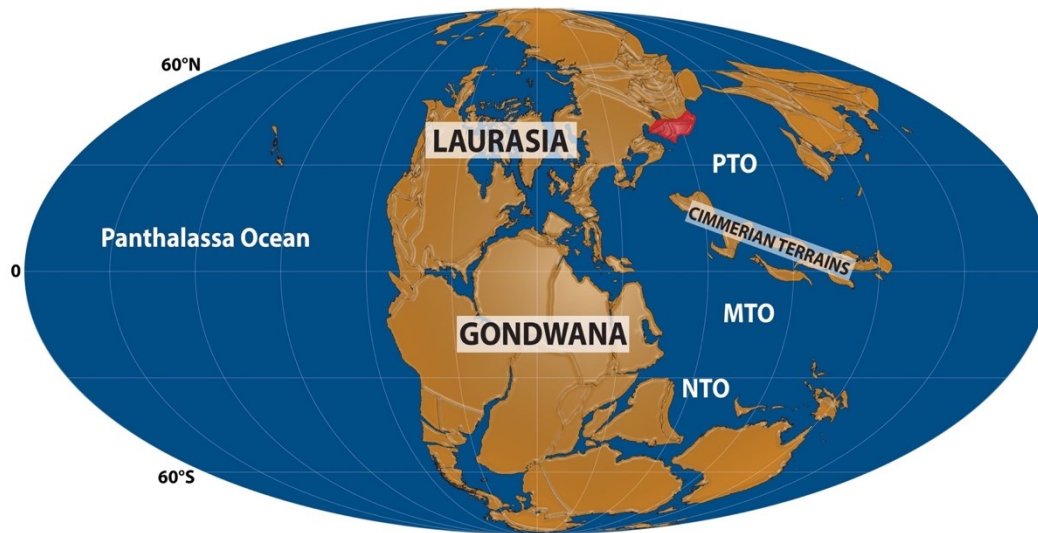 60°N
LAURASIA
PTO
CIMMERIAN TERRAINS
Panthalassa Ocean
0
MTO
GONDWANA
NTO
60°S